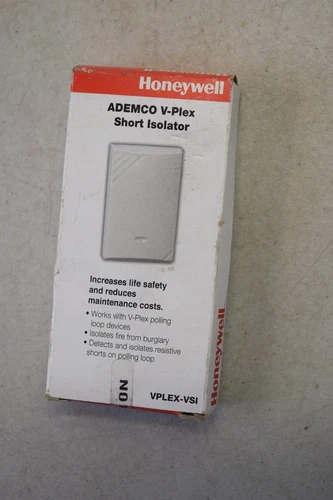 Honeywell
ADEMCO V-Plex
Short Isolator
Increases life safety
and reduces
maintenance costs.
• Works with V-Plex polling
loop devices
• Isolates fire from burglary
• Detects and isolates resistive
shorts on polling loop
NO
VPLEX-VSI
Honeywell